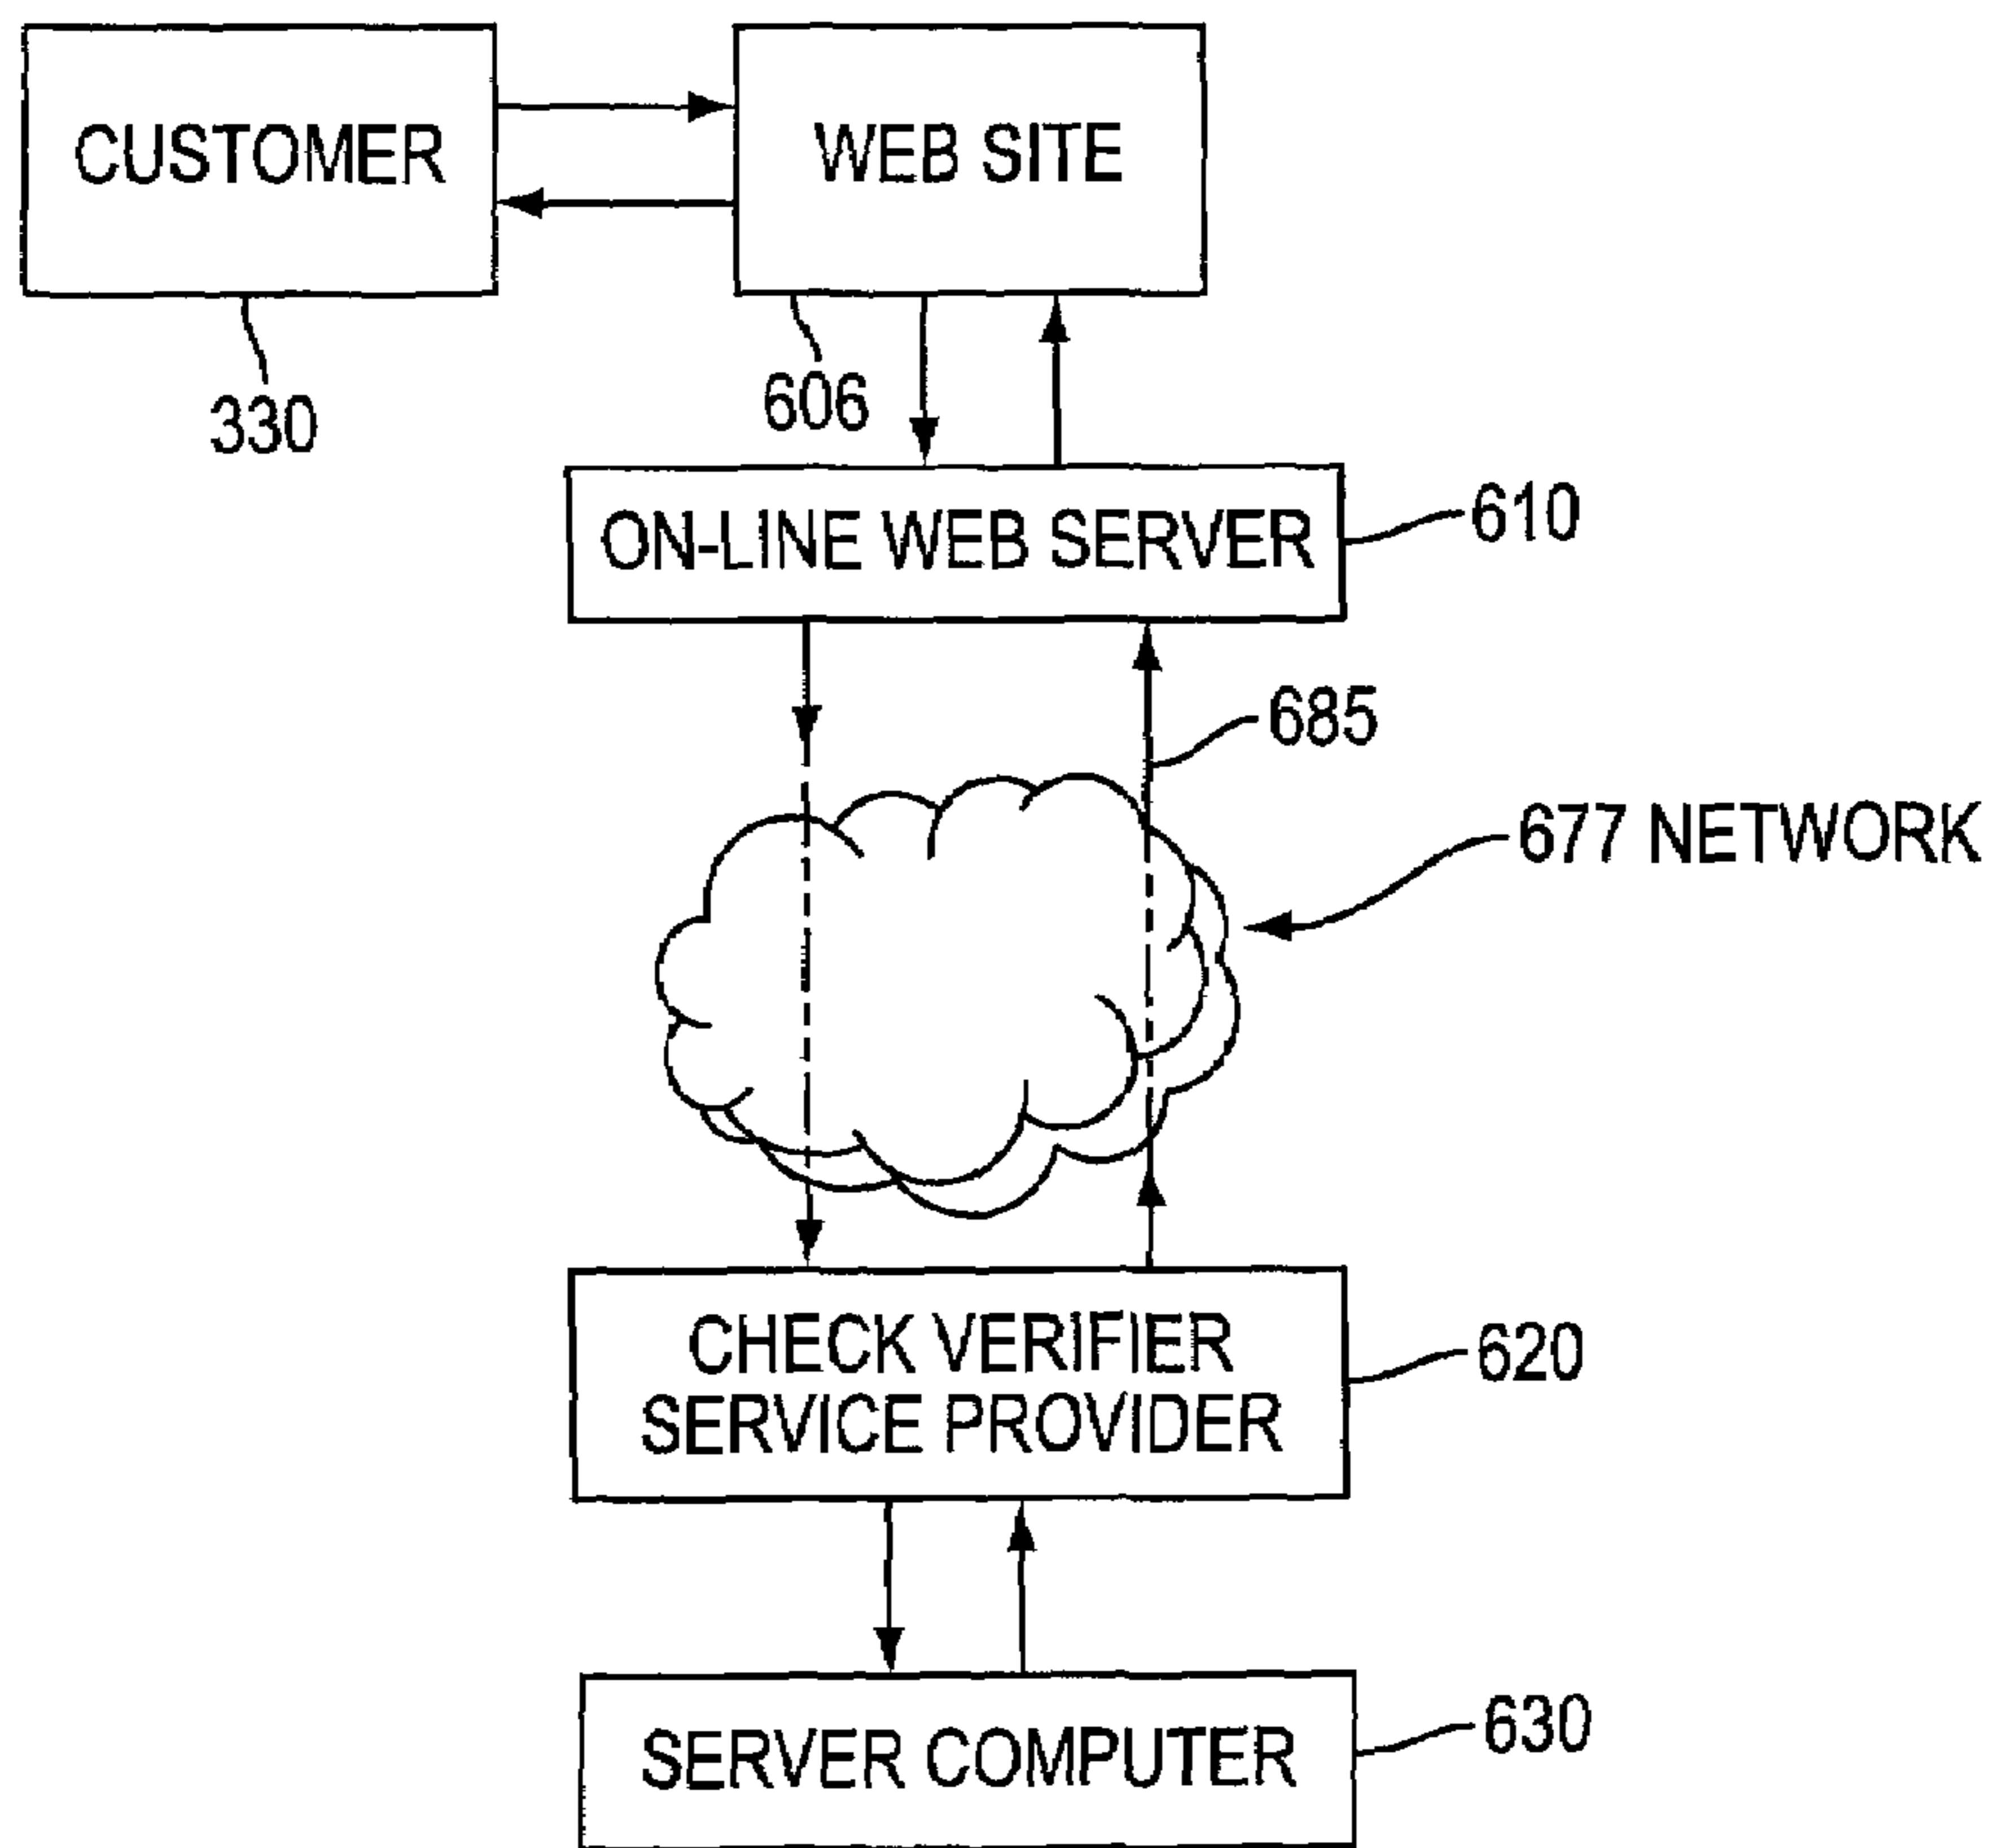 CUSTOMER
WEB SITE
330
606
ON-LINE WEB SERVER
610
685
677 NETWORK
CHECK VERIFIER
SERVICE PROVIDER
620
SERVER COMPUTER
630